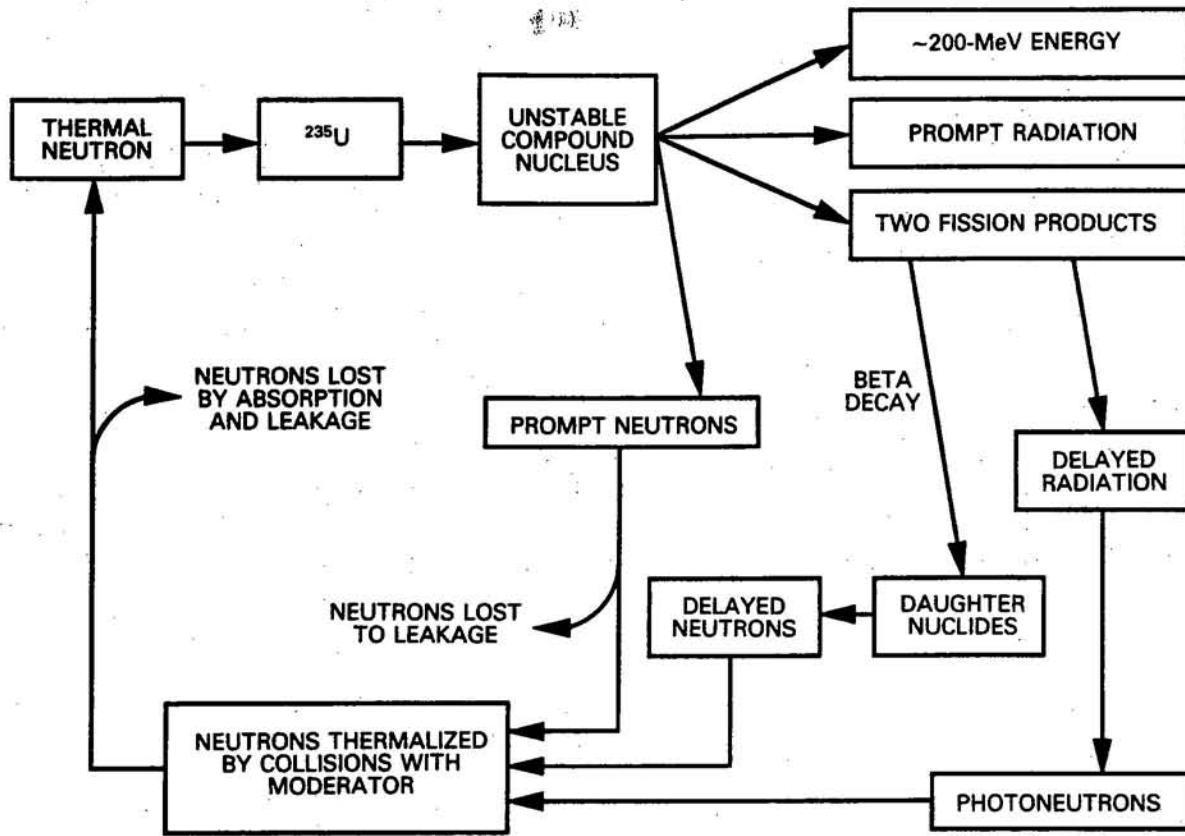 ~200-MeV ENERGY
THERMAL
NEUTRON
²³⁵U
UNSTABLE
COMPOUND
NUCLEUS
PROMPT RADIATION
TWO FISSION PRODUCTS
NEUTRONS LOST
BY ABSORPTION
AND LEAKAGE
PROMPT NEUTRONS
BETA
DECAY
DELAYED
RADIATION
NEUTRONS LOST
TO LEAKAGE
DELAYED
NEUTRONS
DAUGHTER
NUCLIDES
NEUTRONS THERMALIZED
BY COLLISIONS WITH
MODERATOR
PHOTONEUTRONS